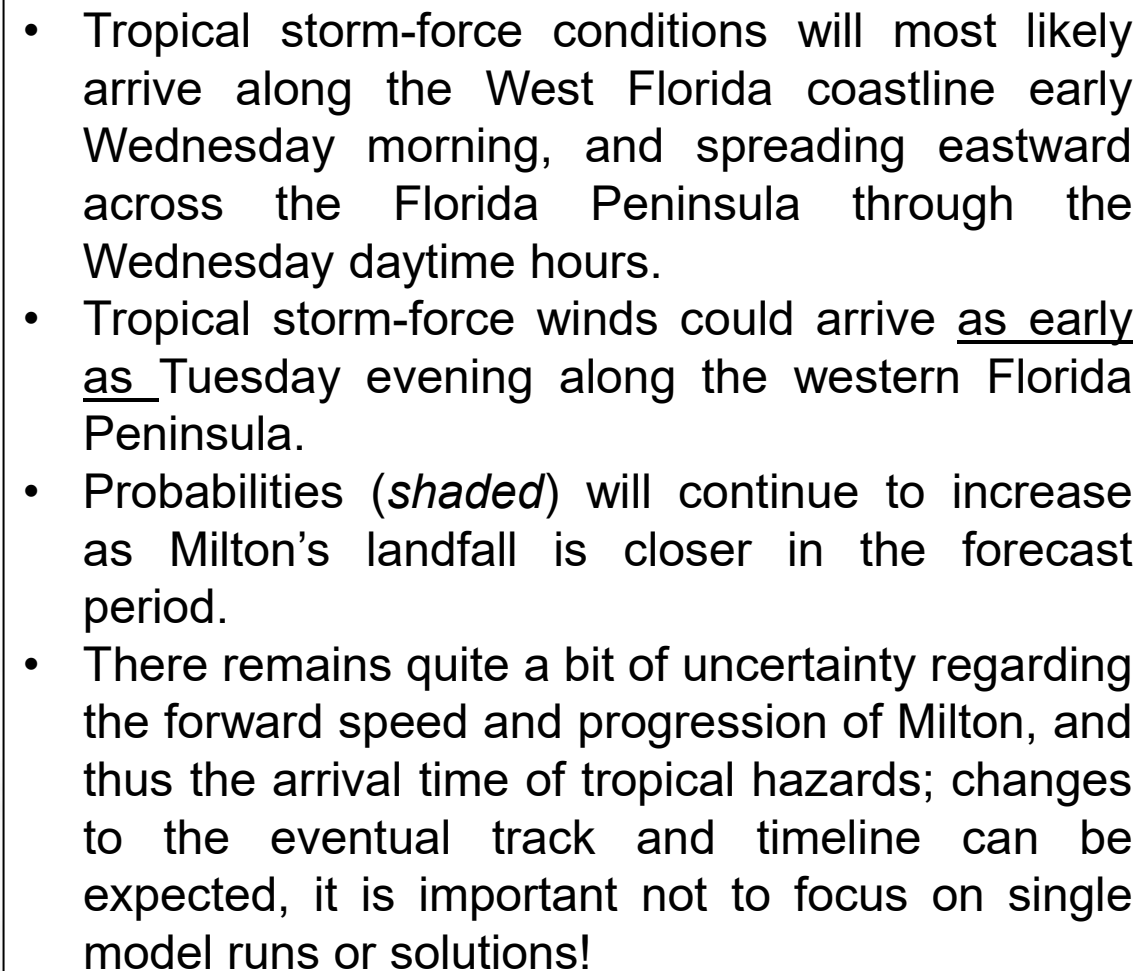 • Tropical storm-force conditions will most likely
arrive along the West Florida coastline early
Wednesday morning, and spreading eastward
across the Florida Peninsula through the
Wednesday daytime hours.
• Tropical storm-force winds could arrive as early
as Tuesday evening along the western Florida
Peninsula.
• Probabilities (shaded) will continue to increase
as Milton’s landfall is closer in the forecast
period.
• There remains quite a bit of uncertainty regarding
the forward speed and progression of Milton, and
thus the arrival time of tropical hazards; changes
to the eventual track and timeline can be
expected, it is important not to focus on single
model runs or solutions!